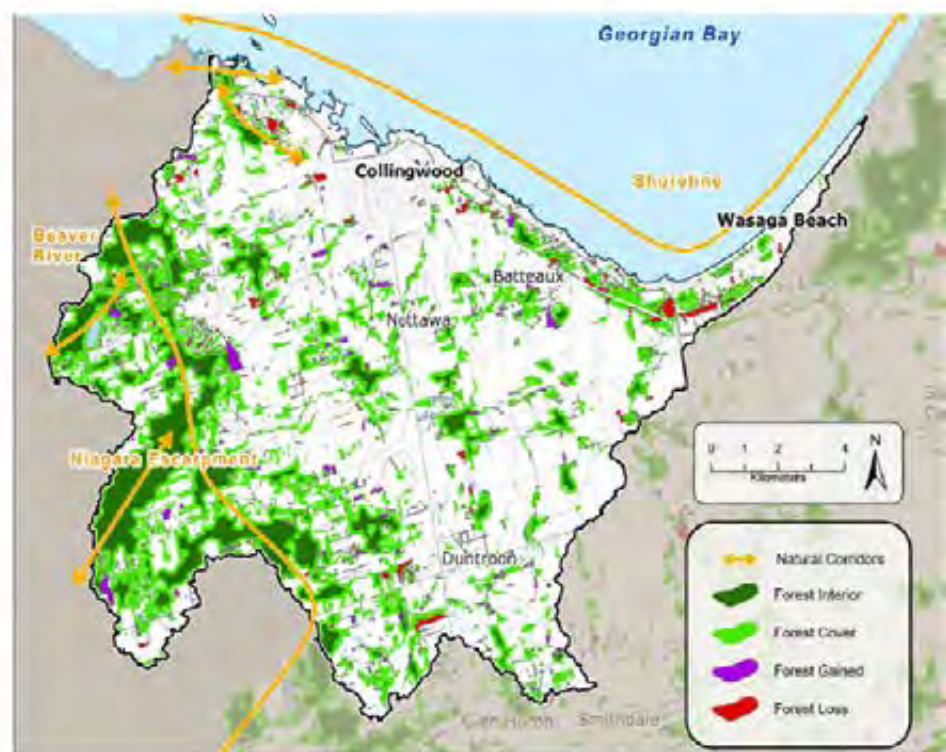 Georgian Bay
Collingwood
Shoreline
Wasaga Beach
Beaver
River
Batteaux
Nottawa
Niagara Escarpment
Duntroon
Glen Huron
Smithdale
N
0 1 2 4
Kilometers
Natural Corridors
Forest Interior
Forest Cover
Forest Gained
Forest Loss